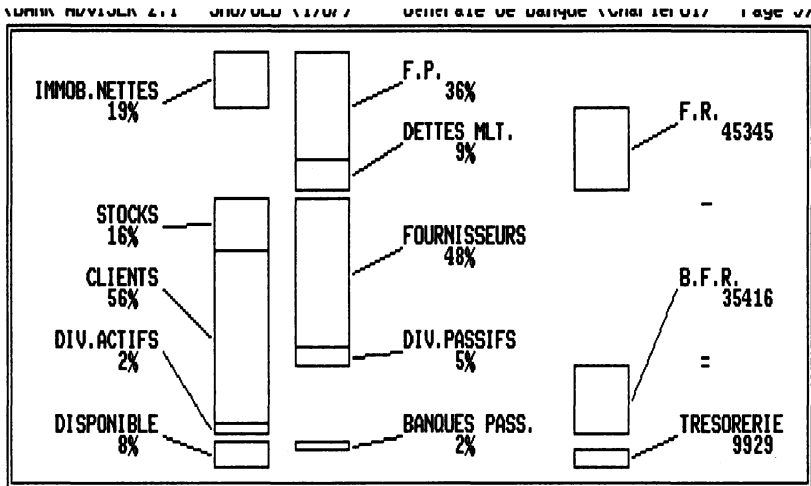 IMMOB.NETTES
19%
STOCKS
16%
CLIENTS
56%
DIV.ACTIFS
2%
DISPONIBLE
8%
F.P.
36%
DETTES MLT.
9%
FOURNISSEURS
48%
DIV.PASSIFS
5%
BANQUES PASS.
2%
F.R.
45345
-
B.F.R.
35416
=
TRESORERIE
9929